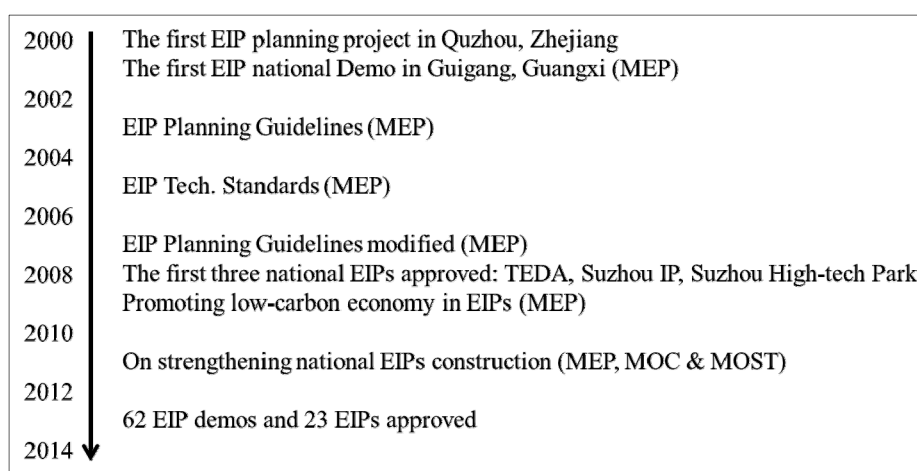 2000 The first EIP planning project in Quzhou, Zhejiang
The first EIP national Demo in Guigang, Guangxi (MEP)
2002
EIP Planning Guidelines (MEP)
2004
EIP Tech. Standards (MEP)
2006
EIP Planning Guidelines modified (MEP)
2008 The first three national EIPs approved: TEDA, Suzhou IP, Suzhou High-tech Park
Promoting low-carbon economy in EIPs (MEP)
2010
On strengthening national EIPs construction (MEP, MOC & MOST)
2012
62 EIP demos and 23 EIPs approved
2014